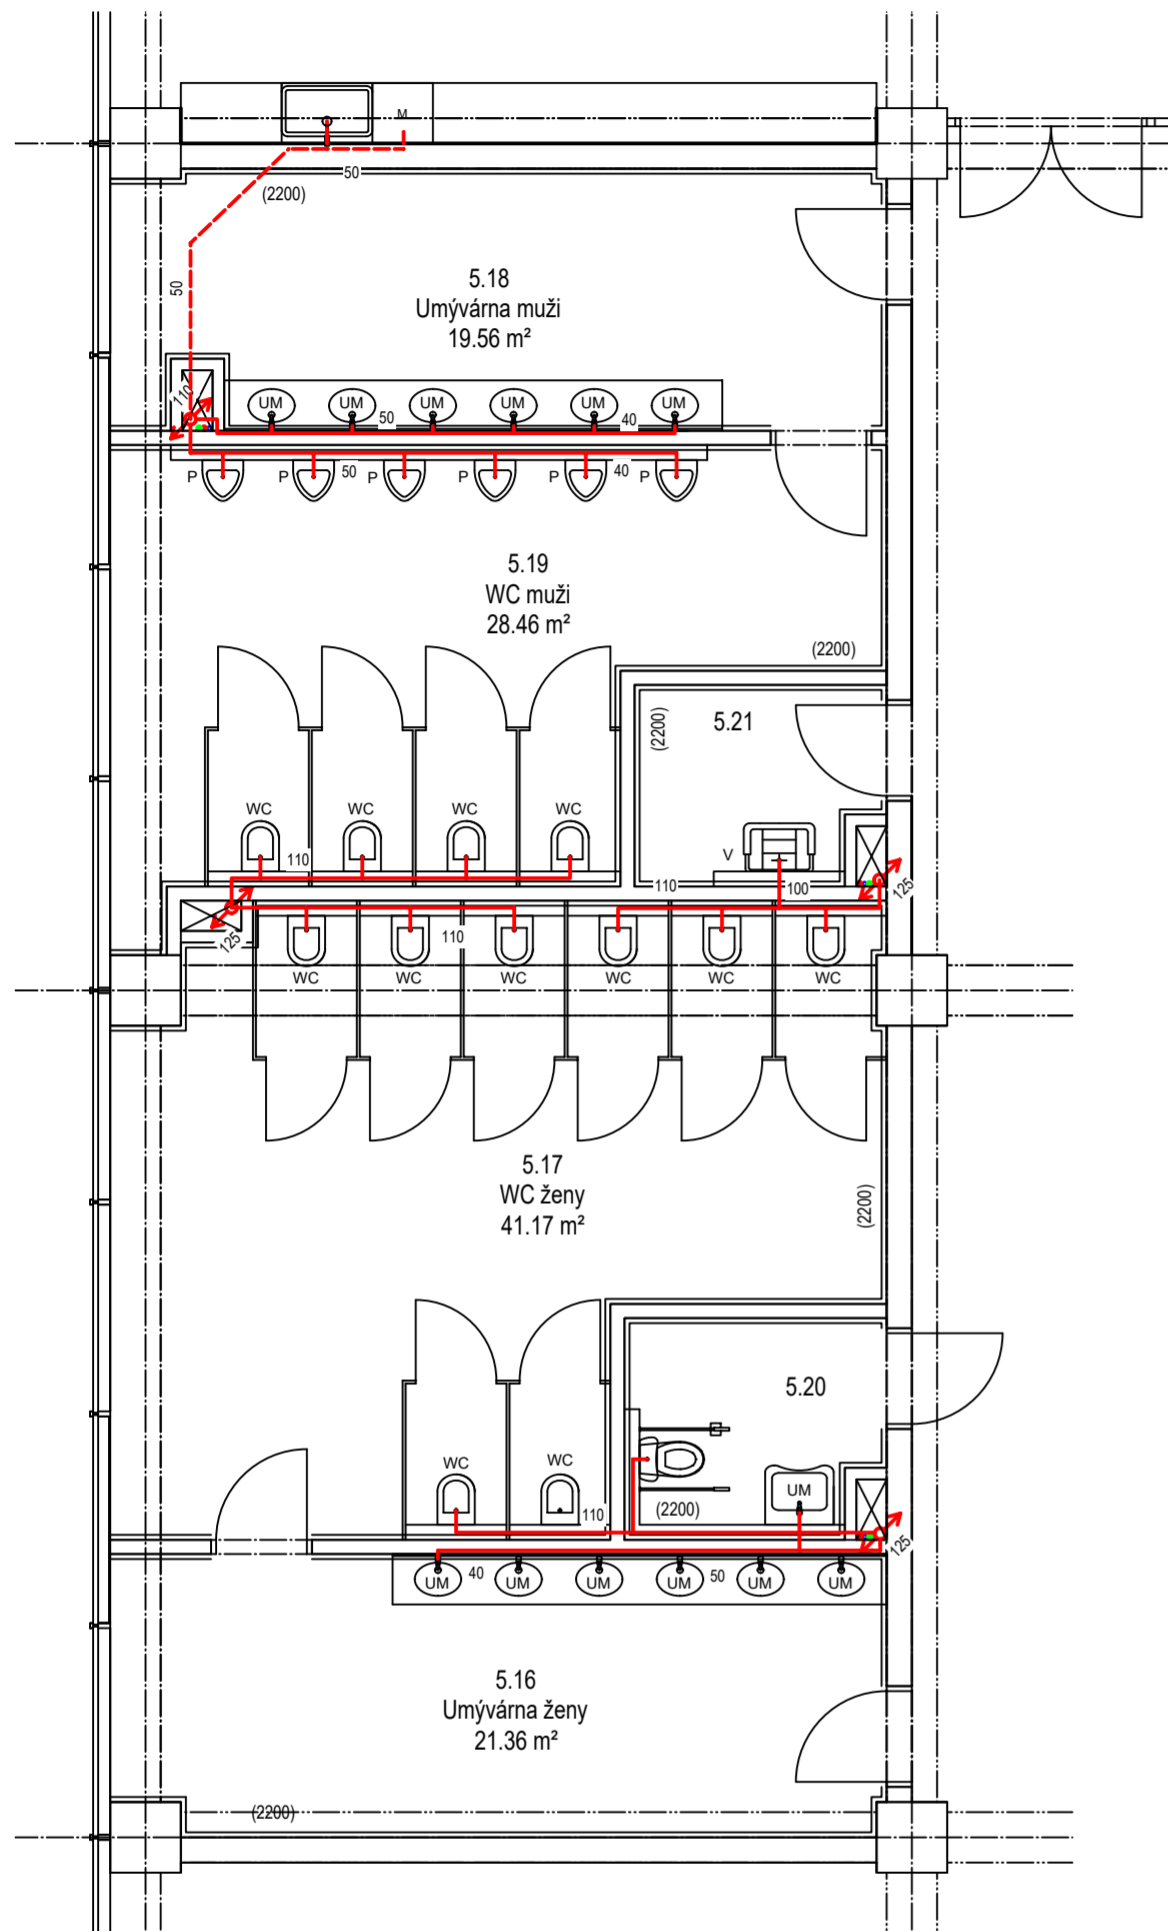 M
50
(2200)
50
5.18
Umývárna muži
19.56 m²
110
UM UM UM UM UM UM
50 40
P P P P P P
50 40
5.19
WC muži
28.46 m²
(2200)
(2200)
5.21
WC WC WC WC
110
V
110 100
125
125
110
WC WC WC WC WC WC
5.17
WC ženy
41.17 m²
(2200)
5.20
WC WC
UM
110
(2200)
125
40 50
UM UM UM UM UM UM
5.16
Umývárna ženy
21.36 m²
(2200)